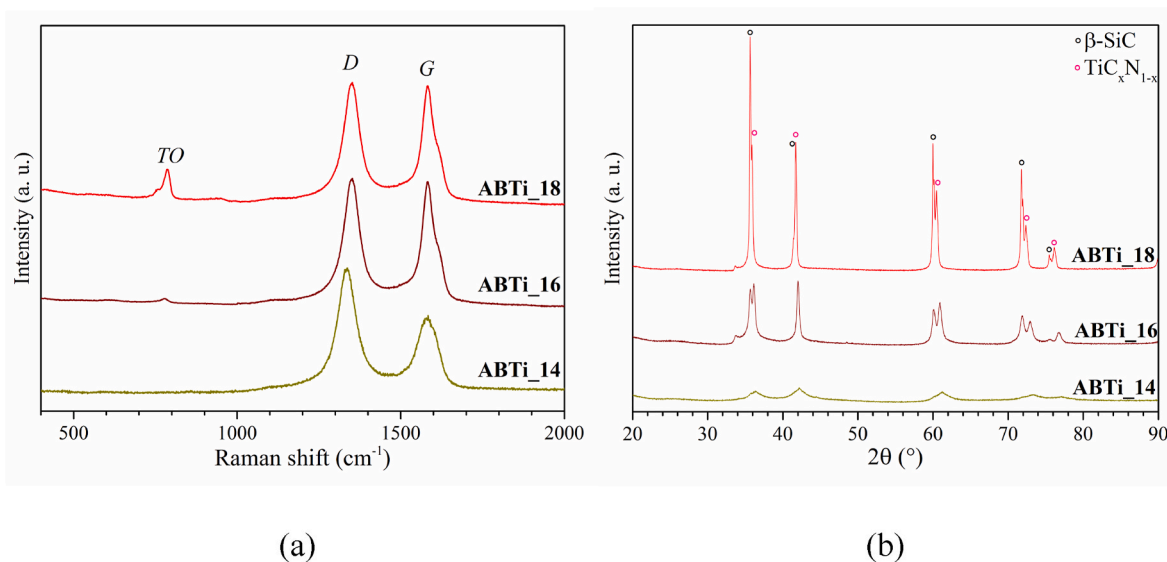 D
G
TO
ABTi_18
ABTi_16
ABTi_14
Intensity (a. u.)
500 1000 1500 2000
Raman shift (cm⁻¹)
(a)
β-SiC
TiCₓN₁₋ₓ
ABTi_18
ABTi_16
ABTi_14
Intensity (a. u.)
20 30 40 50 60 70 80 90
2θ (°)
(b)